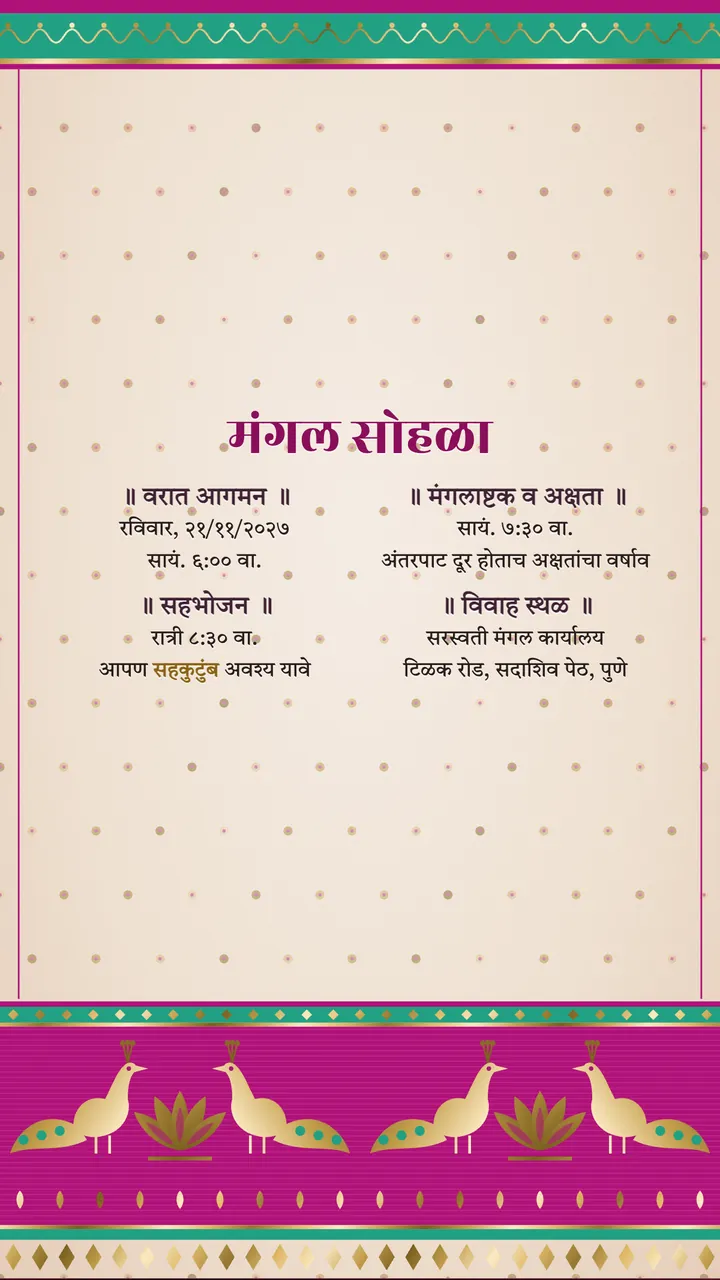 मंगल सोहळा
॥ वरात आगमन ॥
रविवार, २१/११/२०२७
सायं. ६:०० वा.
॥ मंगलाष्टक व अक्षता ॥
सायं. ७:३० वा.
अंतरपाट दूर होताच अक्षतांचा वर्षाव
॥ सहभोजन ॥
रात्री ८:३० वा.
आपण सहकुटुंब अवश्य यावे
॥ विवाह स्थळ ॥
सरस्वती मंगल कार्यालय
टिळक रोड, सदाशिव पेठ, पुणे